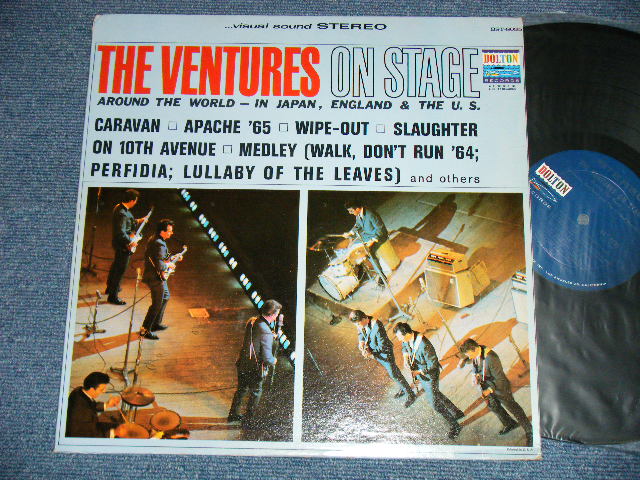 ...visual sound STEREO
BST-8035
THE VENTURES ON STAGE
DOLTON
RECORDS
AROUND THE WORLD – IN JAPAN, ENGLAND & THE U.S.
CARAVAN □ APACHE '65 □ WIPE-OUT □ SLAUGHTER
ON 10TH AVENUE □ MEDLEY (WALK, DON'T RUN '64;
PERFIDIA; LULLABY OF THE LEAVES) and others
DOLTON